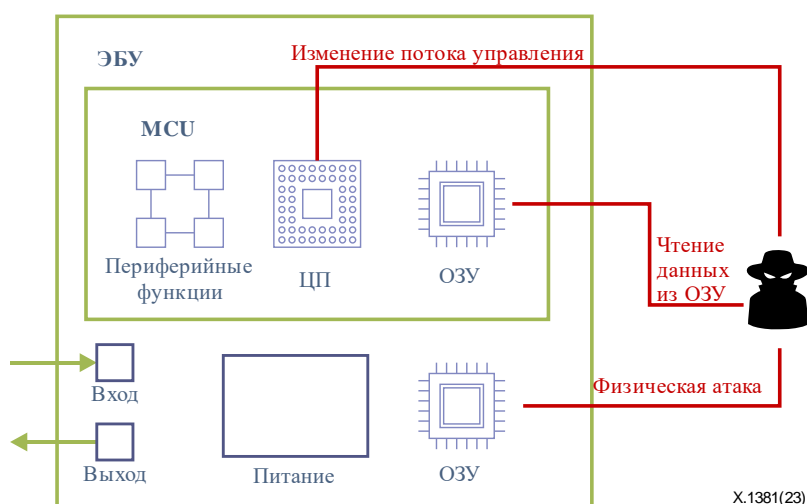 ЭБУ
Изменение потока управления
MCU
Периферийные
функции
ЦП
ОЗУ
Чтение
данных
из ОЗУ
Вход
Физическая атака
Выход
Питание
ОЗУ
X.1381(23)